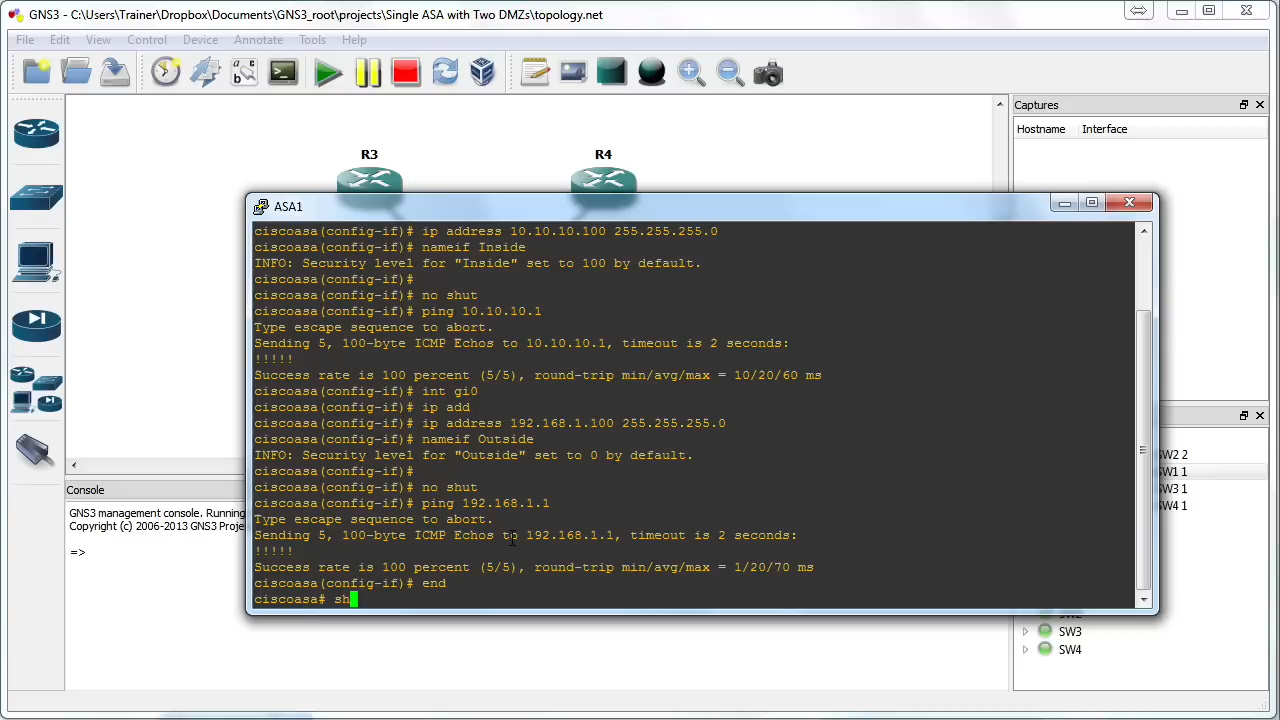 GNS3 - C:\Users\Trainer\Dropbox\Documents\GNS3_root\projects\Single ASA with Two DMZs\topology.net
File Edit View Control Device Annotate Tools Help
Captures
Hostname Interface
R3 R4
ASA1
ciscoasa(config-if)# ip address 10.10.10.100 255.255.255.0
ciscoasa(config-if)# nameif Inside
INFO: Security level for "Inside" set to 100 by default.
ciscoasa(config-if)#
ciscoasa(config-if)# no shut
ciscoasa(config-if)# ping 10.10.10.1
Type escape sequence to abort.
Sending 5, 100-byte ICMP Echos to 10.10.10.1, timeout is 2 seconds:
!!!!!
Success rate is 100 percent (5/5), round-trip min/avg/max = 10/20/60 ms
ciscoasa(config-if)# int gi0
ciscoasa(config-if)# ip add
ciscoasa(config-if)# ip address 192.168.1.100 255.255.255.0
ciscoasa(config-if)# nameif Outside
INFO: Security level for "Outside" set to 0 by default.
ciscoasa(config-if)#
ciscoasa(config-if)# no shut
ciscoasa(config-if)# ping 192.168.1.1
Type escape sequence to abort.
Sending 5, 100-byte ICMP Echos to 192.168.1.1, timeout is 2 seconds:
!!!!!
Success rate is 100 percent (5/5), round-trip min/avg/max = 1/20/70 ms
ciscoasa(config-if)# end
ciscoasa# sh
Console
GNS3 management console. Running
Copyright (c) 2006-2013 GNS3 Proje
=>
SW2 2
SW1 1
SW3 1
SW4 1
SW3
SW4